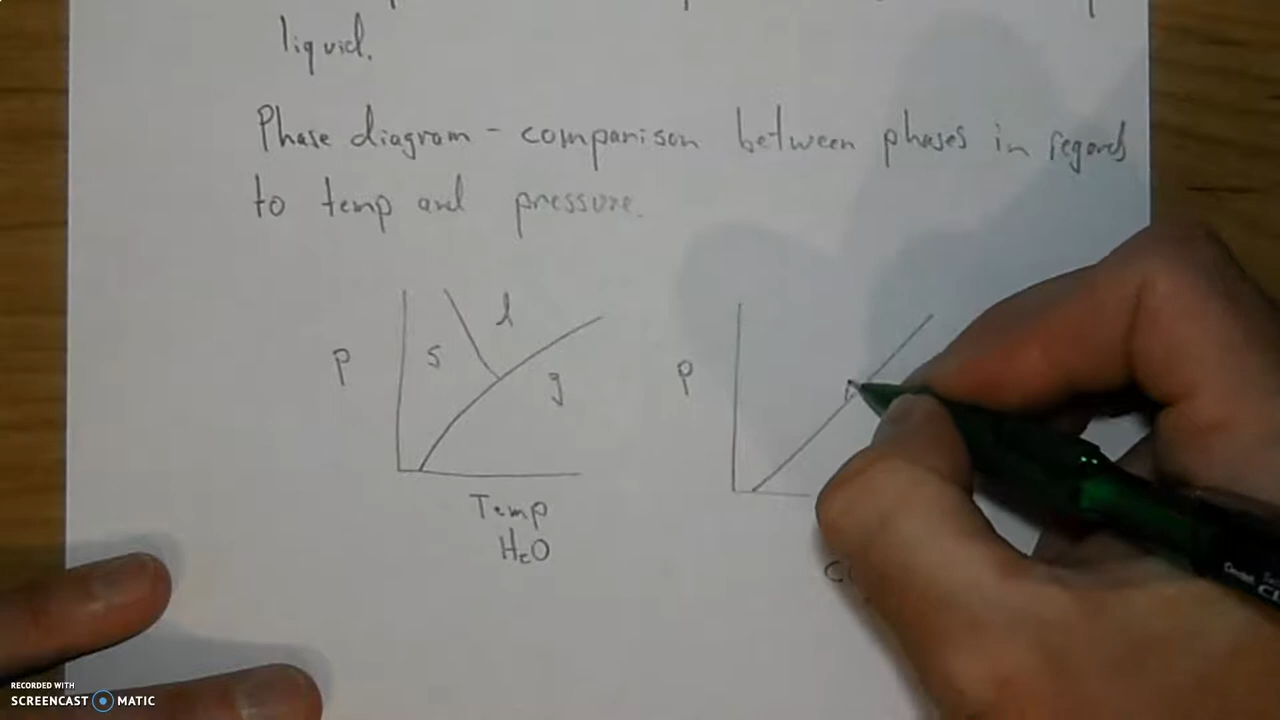 liquid.
Phase diagram - comparison between phases in regards
to temp and pressure.
l
s
g
P
P
Temp
H2O
RECORDED WITH
SCREENCAST MATIC